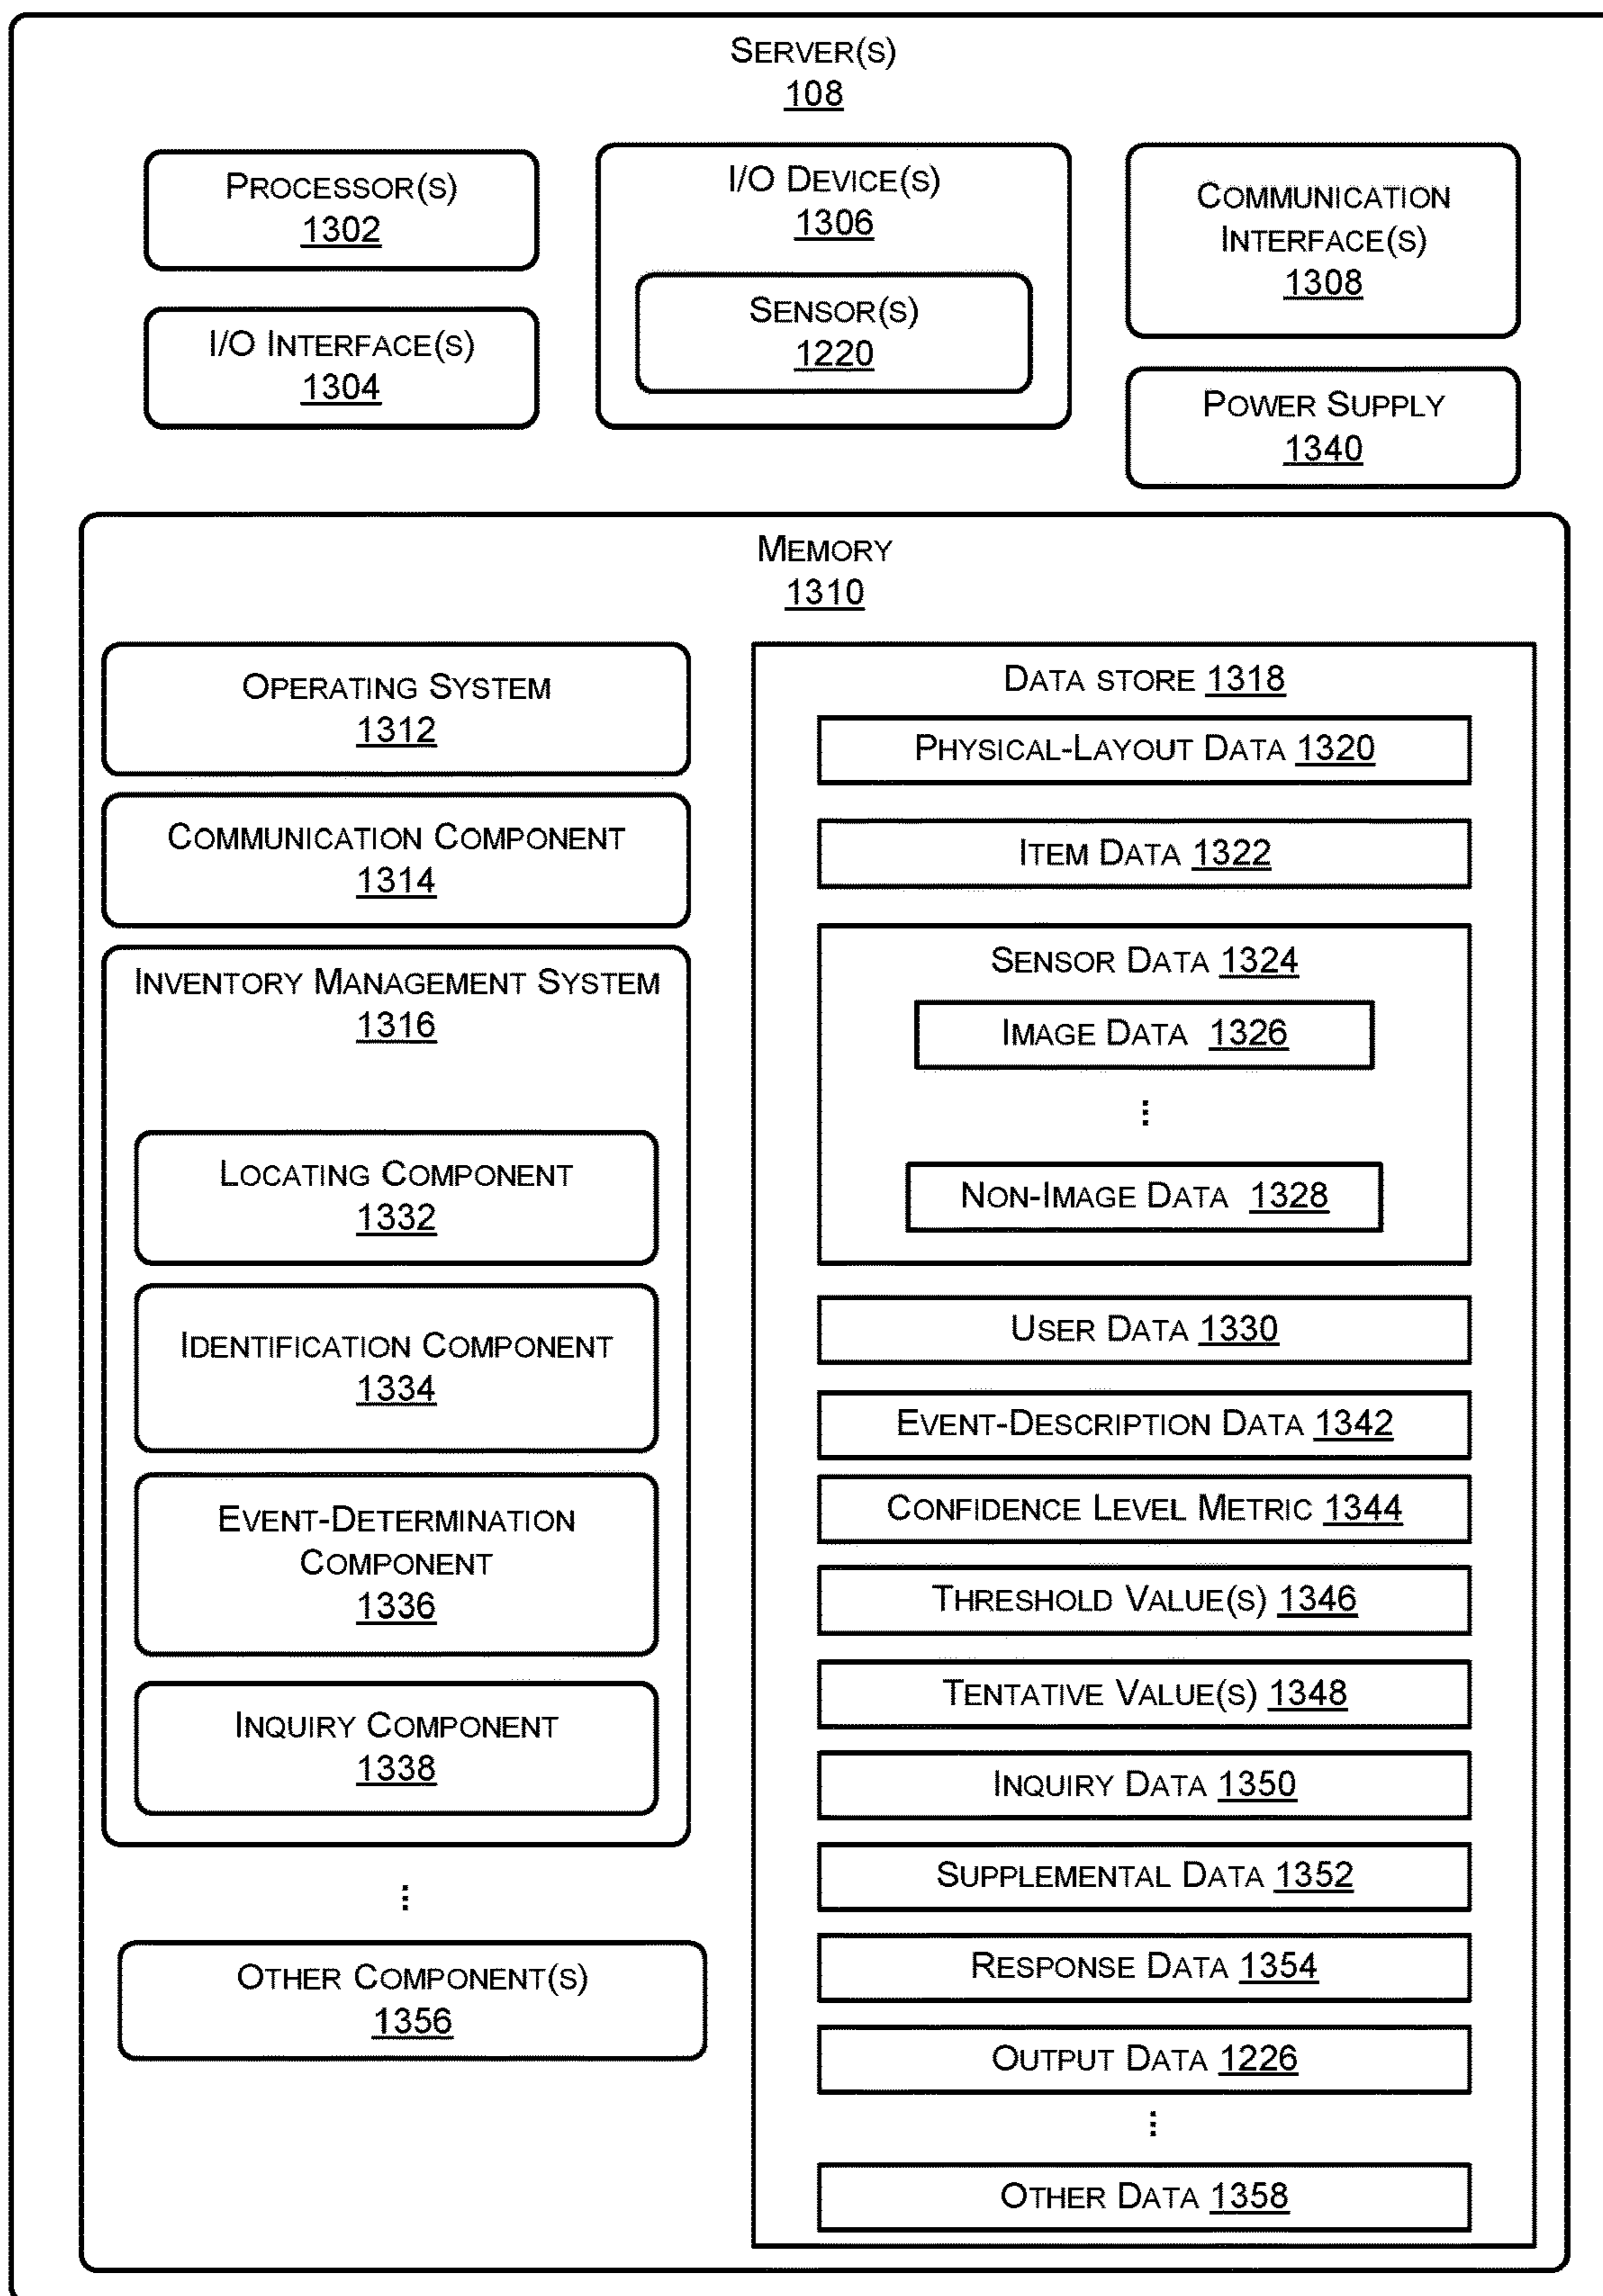 SERVER(S)
108
PROCESSOR(S)
1302
I/O INTERFACE(S)
1304
I/O DEVICE(S)
1306
SENSOR(S)
1220
COMMUNICATION
INTERFACE(S)
1308
POWER SUPPLY
1340
MEMORY
1310
OPERATING SYSTEM
1312
COMMUNICATION COMPONENT
1314
INVENTORY MANAGEMENT SYSTEM
1316
LOCATING COMPONENT
1332
IDENTIFICATION COMPONENT
1334
EVENT-DETERMINATION
COMPONENT
1336
INQUIRY COMPONENT
1338
⋮
OTHER COMPONENT(S)
1356
DATA STORE 1318
PHYSICAL-LAYOUT DATA 1320
ITEM DATA 1322
SENSOR DATA 1324
IMAGE DATA 1326
⋮
NON-IMAGE DATA 1328
USER DATA 1330
EVENT-DESCRIPTION DATA 1342
CONFIDENCE LEVEL METRIC 1344
THRESHOLD VALUE(S) 1346
TENTATIVE VALUE(S) 1348
INQUIRY DATA 1350
SUPPLEMENTAL DATA 1352
RESPONSE DATA 1354
OUTPUT DATA 1226
⋮
OTHER DATA 1358